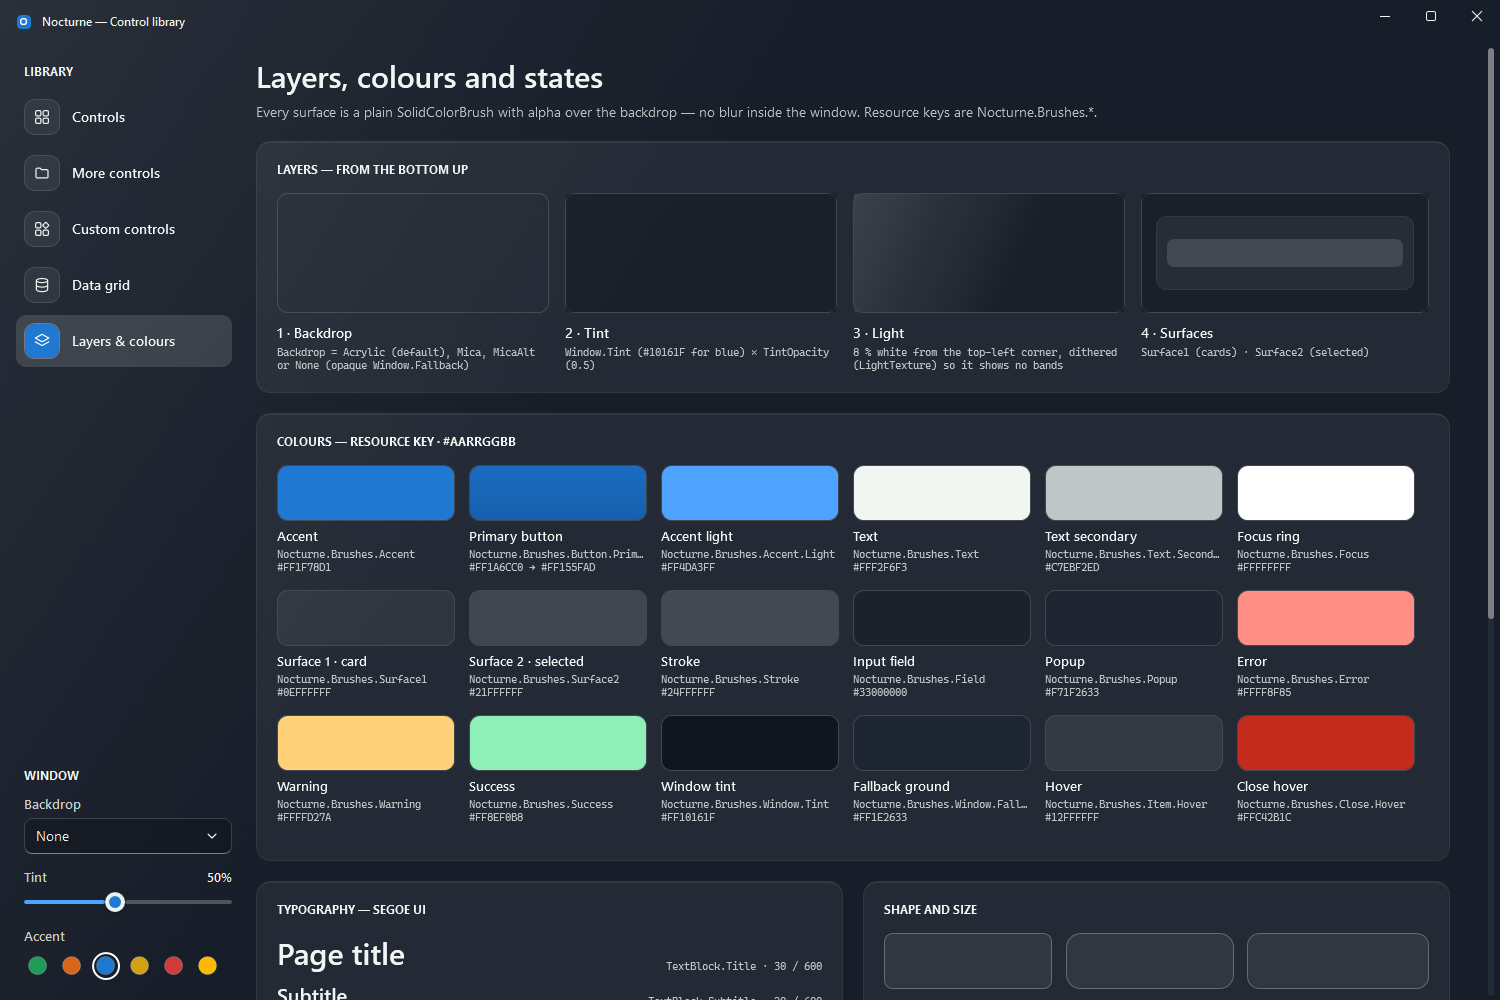 Nocturne — Control library
LIBRARY
Controls
More controls
Custom controls
Data grid
Layers & colours
WINDOW
Backdrop
None
Tint 50%
Accent
Layers, colours and states
Every surface is a plain SolidColorBrush with alpha over the backdrop — no blur inside the window. Resource keys are Nocturne.Brushes.*.
LAYERS — FROM THE BOTTOM UP
1 · Backdrop
Backdrop = Acrylic (default), Mica, MicaAlt
or None (opaque Window.Fallback)
2 · Tint
Window.Tint (#10161F for blue) × TintOpacity
(0.5)
3 · Light
8 % white from the top-left corner, dithered
(LightTexture) so it shows no bands
4 · Surfaces
Surface1 (cards) · Surface2 (selected)
COLOURS — RESOURCE KEY · #AARRGGBB
Accent
Nocturne.Brushes.Accent
#FF1F78D1
Primary button
Nocturne.Brushes.Button.Prim…
#FF1A6CC0 → #FF155FAD
Accent light
Nocturne.Brushes.Accent.Light
#FF4DA3FF
Text
Nocturne.Brushes.Text
#FFF2F6F3
Text secondary
Nocturne.Brushes.Text.Second…
#C7EBF2ED
Focus ring
Nocturne.Brushes.Focus
#FFFFFFFF
Surface 1 · card
Nocturne.Brushes.Surface1
#0EFFFFFF
Surface 2 · selected
Nocturne.Brushes.Surface2
#21FFFFFF
Stroke
Nocturne.Brushes.Stroke
#24FFFFFF
Input field
Nocturne.Brushes.Field
#33000000
Popup
Nocturne.Brushes.Popup
#F71F2633
Error
Nocturne.Brushes.Error
#FFFF8F85
Warning
Nocturne.Brushes.Warning
#FFFFD27A
Success
Nocturne.Brushes.Success
#FF8EF0B8
Window tint
Nocturne.Brushes.Window.Tint
#FF10161F
Fallback ground
Nocturne.Brushes.Window.Fall…
#FF1E2633
Hover
Nocturne.Brushes.Item.Hover
#12FFFFFF
Close hover
Nocturne.Brushes.Close.Hover
#FFC42B1C
TYPOGRAPHY — SEGOE UI
Page title
TextBlock.Title · 30 / 600
Subtitle
TextBlock.Subtitle · 20 / 600
SHAPE AND SIZE